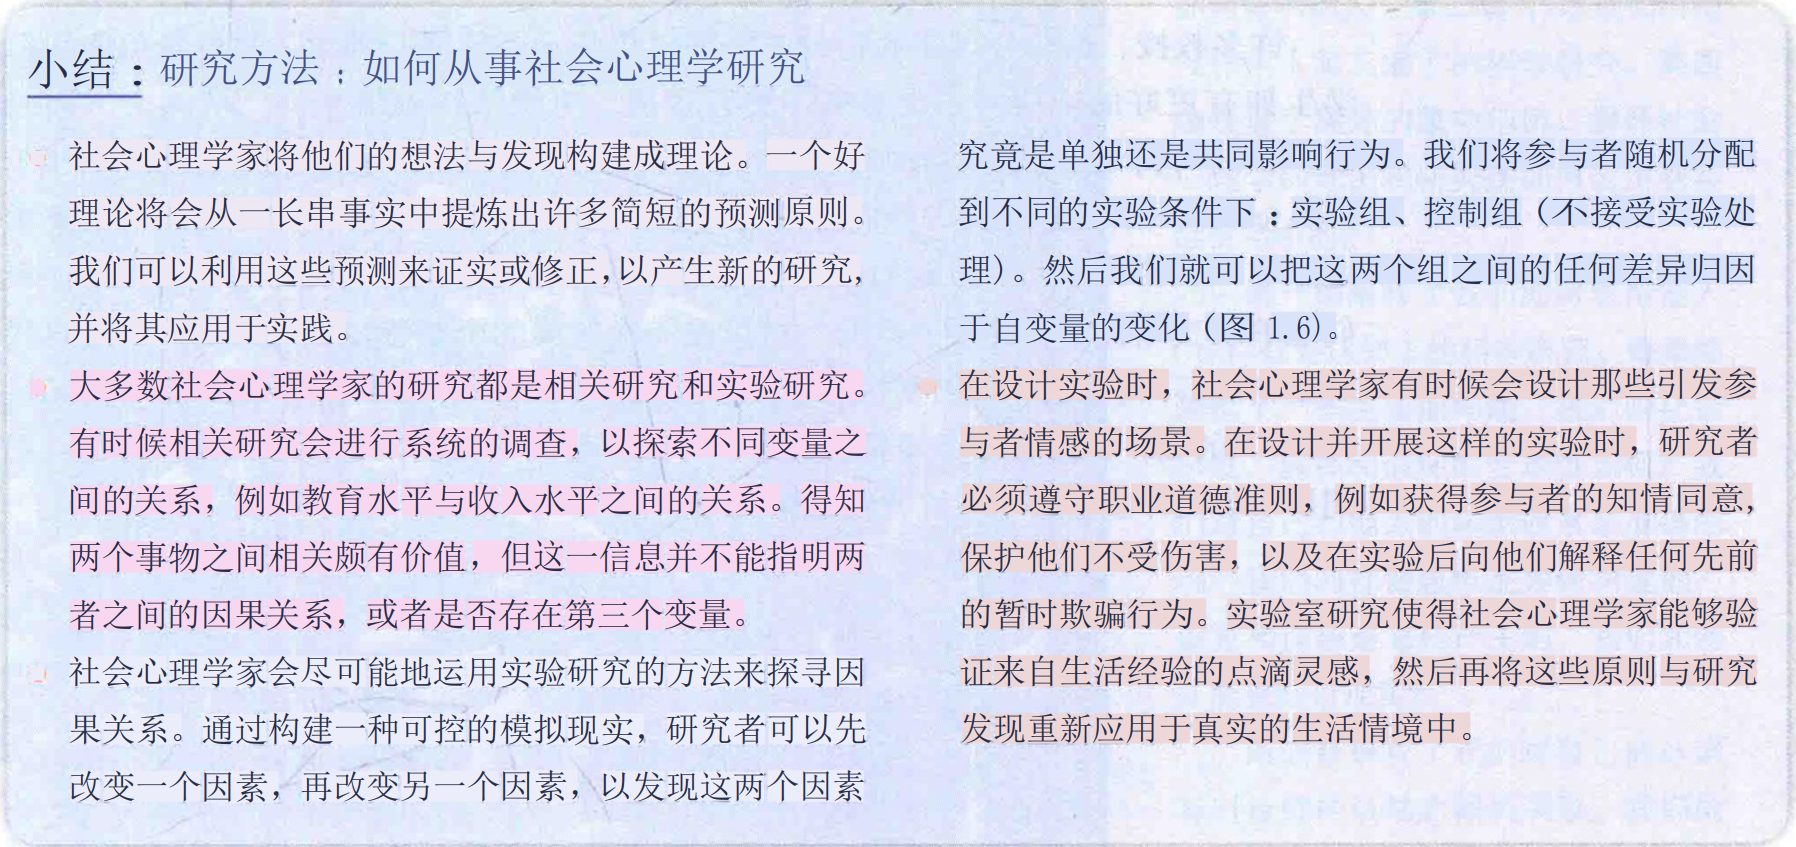 小结：研究方法：如何从事社会心理学研究
社会心理学家将他们的想法与发现构建成理论。一个好
理论将会从一长串事实中提炼出许多简短的预测原则。
我们可以利用这些预测来证实或修正，以产生新的研究，
并将其应用于实践。
大多数社会心理学家的研究都是相关研究和实验研究。
有时候相关研究会进行系统的调查，以探索不同变量之
间的关系，例如教育水平与收入水平之间的关系。得知
两个事物之间相关颇有价值，但这一信息并不能指明两
者之间的因果关系，或者是否存在第三个变量。
社会心理学家会尽可能地运用实验研究的方法来探寻因
果关系。通过构建一种可控的模拟现实，研究者可以先
改变一个因素，再改变另一个因素，以发现这两个因素
究竟是单独还是共同影响行为。我们将参与者随机分配
到不同的实验条件下：实验组、控制组（不接受实验处
理）。然后我们就可以把这两个组之间的任何差异归因
于自变量的变化（图 1.6）。
在设计实验时，社会心理学家有时候会设计那些引发参
与者情感的场景。在设计并开展这样的实验时，研究者
必须遵守职业道德准则，例如获得参与者的知情同意，
保护他们不受伤害，以及在实验后向他们解释任何先前
的暂时欺骗行为。实验室研究使得社会心理学家能够验
证来自生活经验的点滴灵感，然后再将这些原则与研究
发现重新应用于真实的生活情境中。